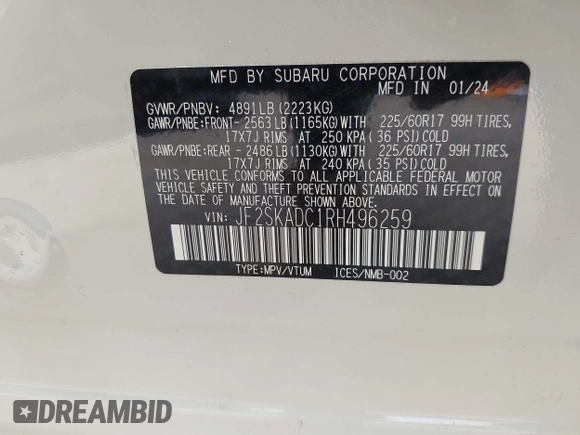 MFD BY SUBARU CORPORATION
MFD IN 01/24
GVWR/PNBV: 4891LB (2223KG)
GAWR/PNBE:FRONT- 2563LB (1165KG)WITH 225/60R17 99H TIRES,
17X7J RIMS AT 250 KPA (36 PSI)COLD
GAWR/PNBE:REAR - 2486LB (1130KG)WITH 225/60R17 99H TIRES,
17X7J RIMS AT 240 KPA (35 PSI)COLD
THIS VEHICLE CONFORMS TO ALL APPLICABLE FEDERAL MOTOR
VEHICLE SAFETY AND THEFT PREVENTION STANDARDS IN EFFECT
ON THE DATE OF MANUFACTURE SHOWN ABOVE.
VIN: JF2SKADC1RH496259
TYPE:MPV/VTUM ICES/NMB-002
DREAMBID